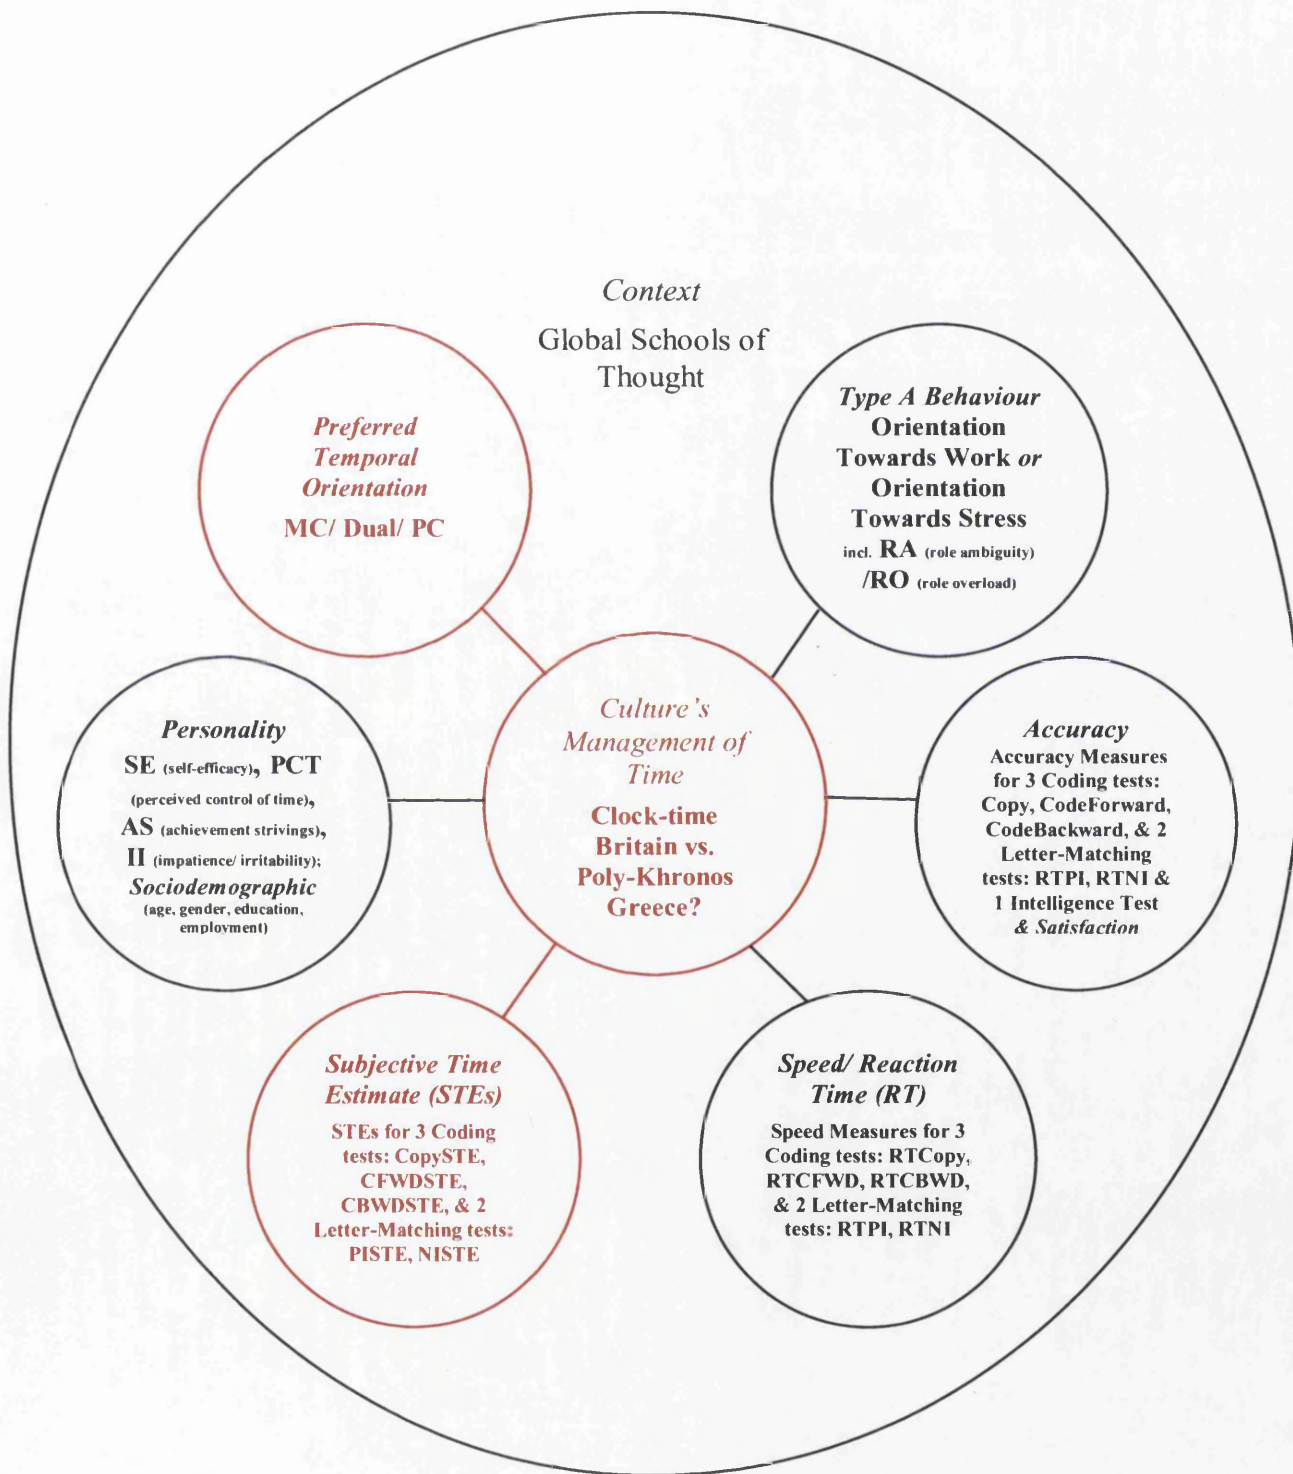 Context
Global Schools of
Thought
Preferred
Temporal
Orientation
MC/ Dual/ PC
Type A Behaviour
Orientation
Towards Work or
Orientation
Towards Stress
incl. RA (role ambiguity)
/RO (role overload)
Personality
SE (self-efficacy), PCT
(perceived control of time),
AS (achievement strivings),
II (impatience/ irritability);
Sociodemographic
(age, gender, education,
employment)
Culture's
Management of
Time
Clock-time
Britain vs.
Poly-Khronos
Greece?
Accuracy
Accuracy Measures
for 3 Coding tests:
Copy, CodeForward,
CodeBackward, & 2
Letter-Matching
tests: RTPI, RTNI &
1 Intelligence Test
& Satisfaction
Subjective Time
Estimate (STEs)
STEs for 3 Coding
tests: CopySTE,
CFWDSTE,
CBWDSTE, & 2
Letter-Matching tests:
PISTE, NISTE
Speed/ Reaction
Time (RT)
Speed Measures for 3
Coding tests: RTCopy,
RTCFWD, RTCBWD,
& 2 Letter-Matching
tests: RTPI, RTNI